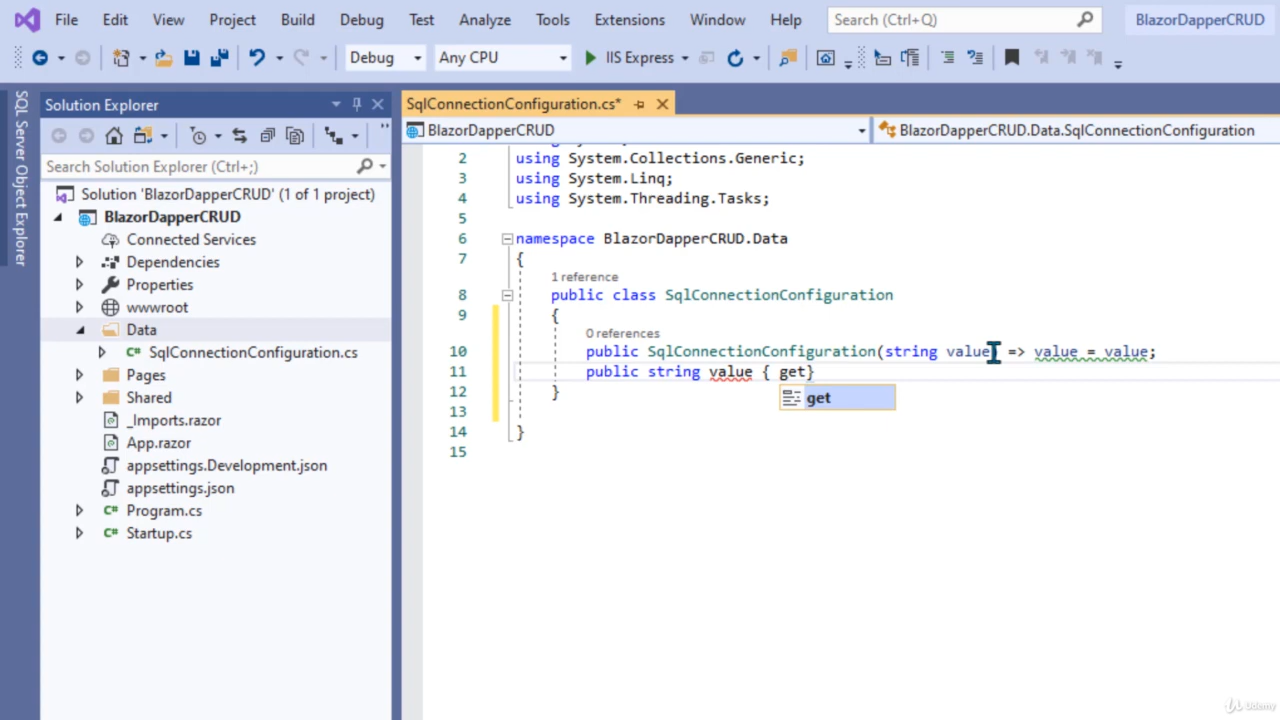 File Edit View Project Build Debug Test Analyze Tools Extensions Window Help Search (Ctrl+Q) BlazorDapperCRUD
Debug Any CPU IIS Express
SQL Server Object Explorer
Solution Explorer
Search Solution Explorer (Ctrl+;)
Solution 'BlazorDapperCRUD' (1 of 1 project)
BlazorDapperCRUD
Connected Services
Dependencies
Properties
wwwroot
Data
C# SqlConnectionConfiguration.cs
Pages
Shared
_Imports.razor
App.razor
appsettings.Development.json
appsettings.json
C# Program.cs
C# Startup.cs
SqlConnectionConfiguration.cs*
BlazorDapperCRUD BlazorDapperCRUD.Data.SqlConnectionConfiguration
2 using System.Collections.Generic;
3 using System.Linq;
4 using System.Threading.Tasks;
5
6 namespace BlazorDapperCRUD.Data
7 {
1 reference
8 public class SqlConnectionConfiguration
9 {
0 references
10 public SqlConnectionConfiguration(string value) => value = value;
11 public string value { get}
12 }
get
13
14 }
15
Udemy